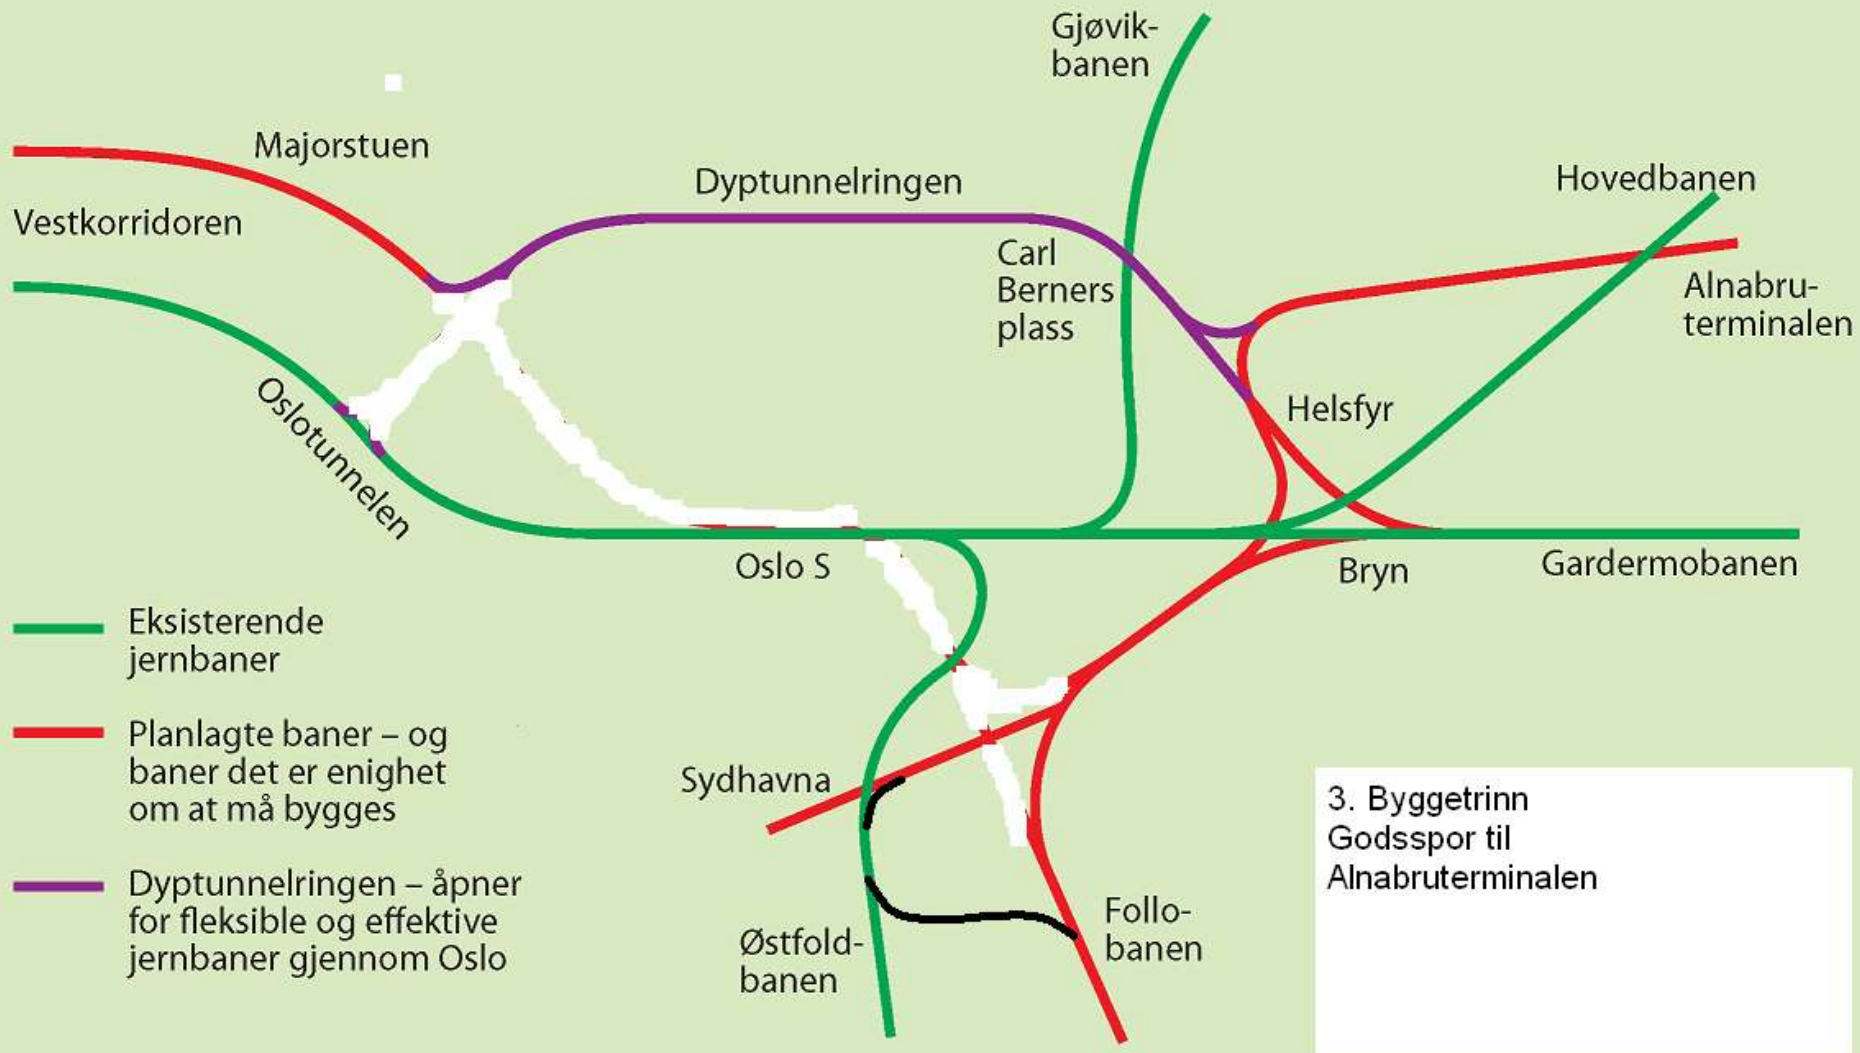 Gjøvik-
banen
Majorstuen
Dyptunnelringen
Hovedbanen
Vestkorridoren
Carl
Berners
plass
Alnabru-
terminalen
Oslotunnelen
Helsfyr
Oslo S
Bryn
Gardermobanen
Eksisterende
jernbaner
Planlagte baner – og
baner det er enighet
om at må bygges
Dyptunnelringen – åpner
for fleksible og effektive
jernbaner gjennom Oslo
Sydhavna
Østfold-
banen
Follo-
banen
3. Byggetrinn
Godsspor til
Alnabruterminalen